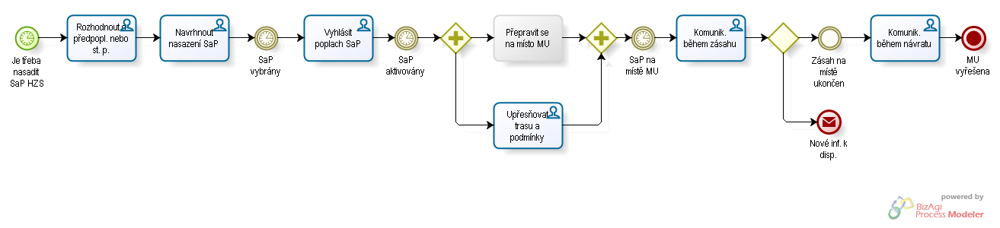 Je třeba
nasadit
SaP HZS
Rozhodnout o
předpopl. nebo
st. p.
Navrhnout
nasazení SaP
SaP
vybrány
Vyhlásit
poplach SaP
SaP
aktivovány
Přepravit se
na místo MU
Upřesňovat
trasu a
podmínky
SaP na
místě MU
Komunik.
během zásahu
Zásah na
místě
ukončen
Nové inf. k
disp.
Komunik.
během návratu
MU
vyřešena
powered by
BizAgi
Process Modeler